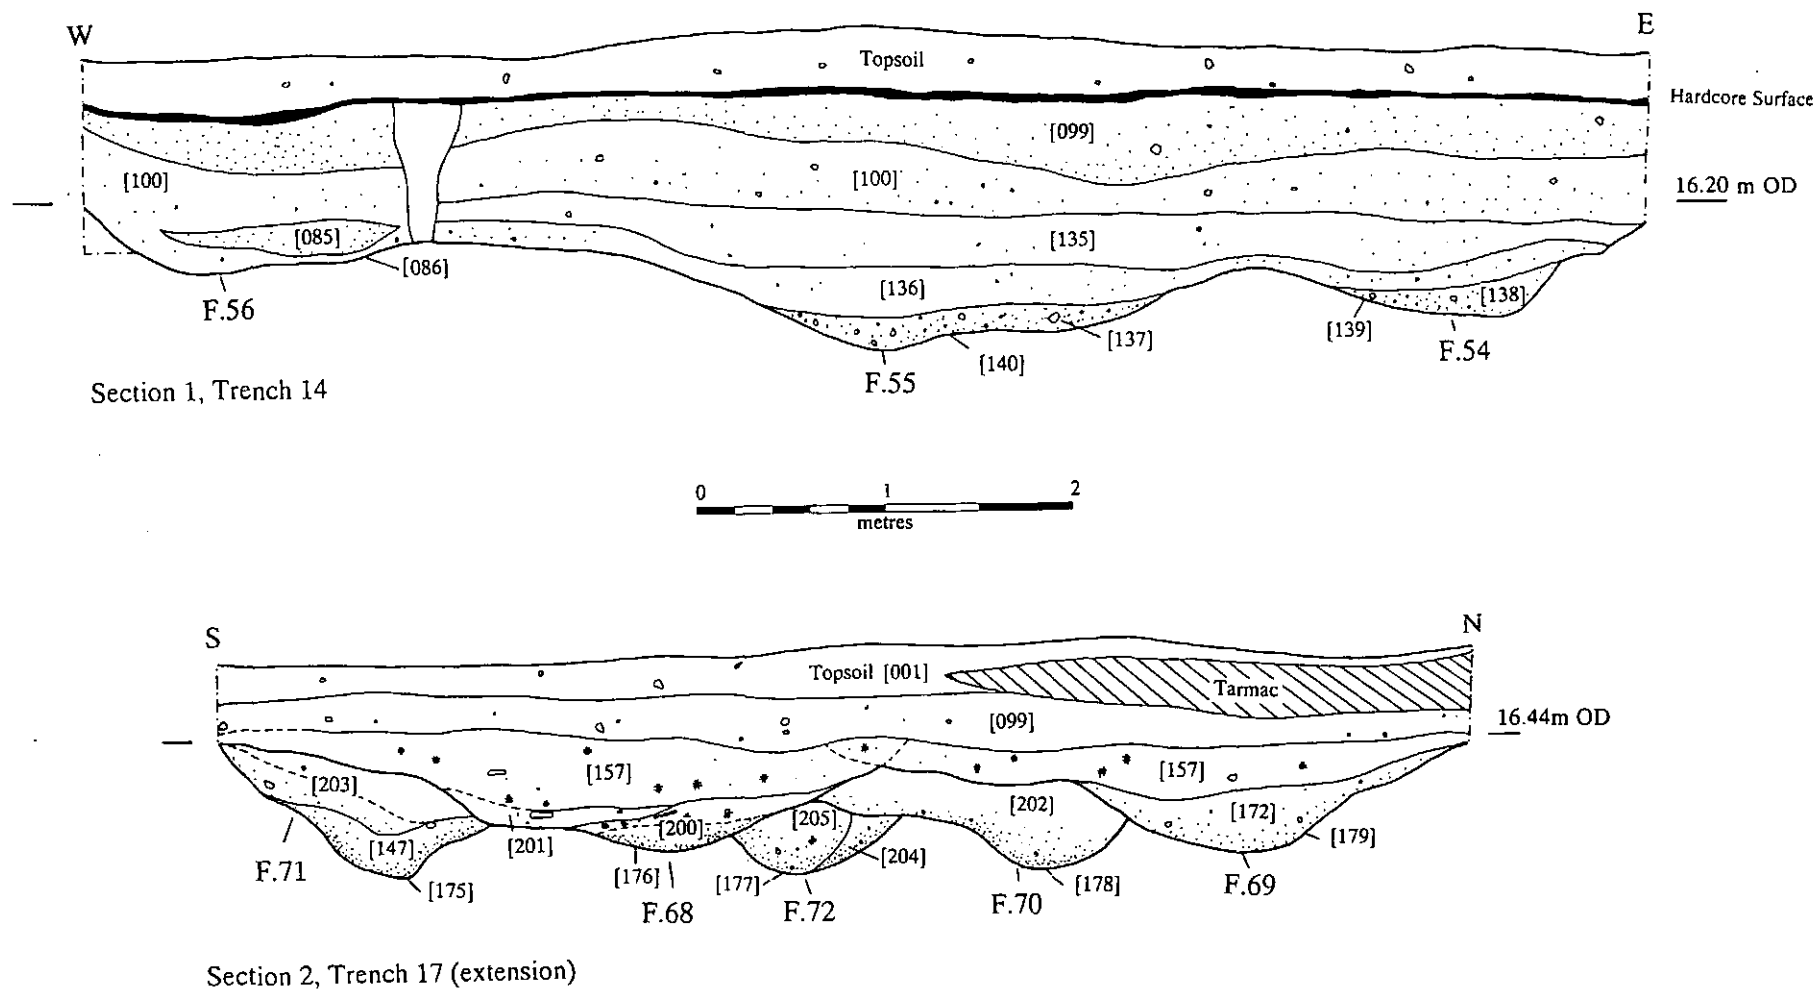 W
E
Topsoil
Hardcore Surface
[099]
[100]
[100]
16.20 m OD
[085]
[135]
[086]
[136]
[138]
F.56
[137]
[139]
[140]
F.54
F.55
Section 1, Trench 14
0 1 2
metres
S
N
Topsoil [001]
Tarmac
[099]
16.44m OD
[203]
[157]
[157]
[202]
[172]
[200]
[205]
[147]
[201]
[204]
[179]
F.71
[175]
[176]
[177]
[178]
F.69
F.68
F.72
F.70
Section 2, Trench 17 (extension)